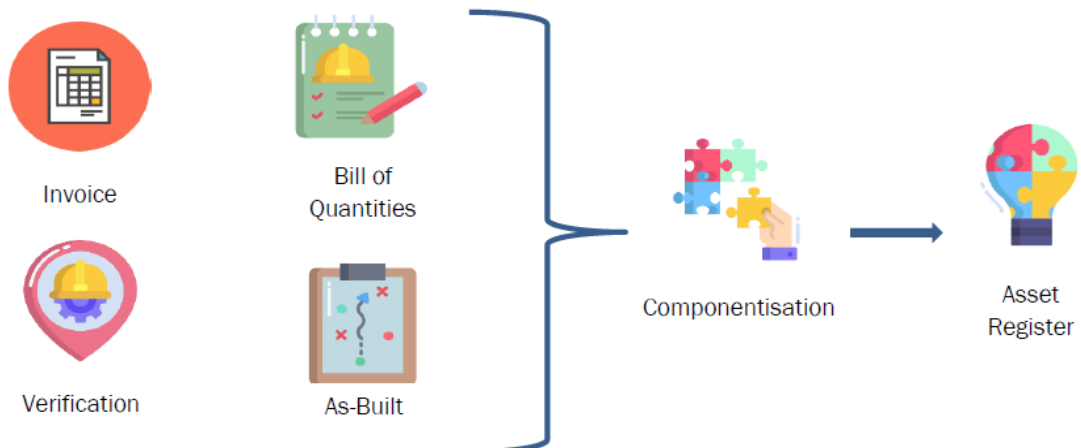 Invoice
Bill of
Quantities
Verification
As-Built
Componentisation
Asset
Register